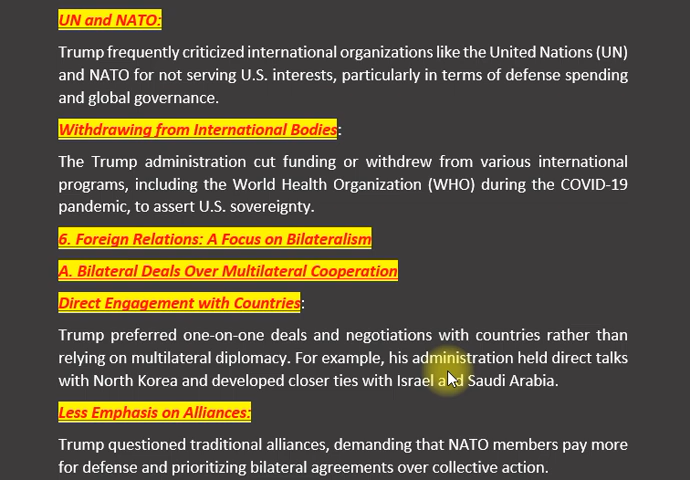 UN and NATO:
Trump frequently criticized international organizations like the United Nations (UN)
and NATO for not serving U.S. interests, particularly in terms of defense spending
and global governance.
Withdrawing from International Bodies:
The Trump administration cut funding or withdrew from various international
programs, including the World Health Organization (WHO) during the COVID-19
pandemic, to assert U.S. sovereignty.
6. Foreign Relations: A Focus on Bilateralism
A. Bilateral Deals Over Multilateral Cooperation
Direct Engagement with Countries:
Trump preferred one-on-one deals and negotiations with countries rather than
relying on multilateral diplomacy. For example, his administration held direct talks
with North Korea and developed closer ties with Israel and Saudi Arabia.
Less Emphasis on Alliances:
Trump questioned traditional alliances, demanding that NATO members pay more
for defense and prioritizing bilateral agreements over collective action.